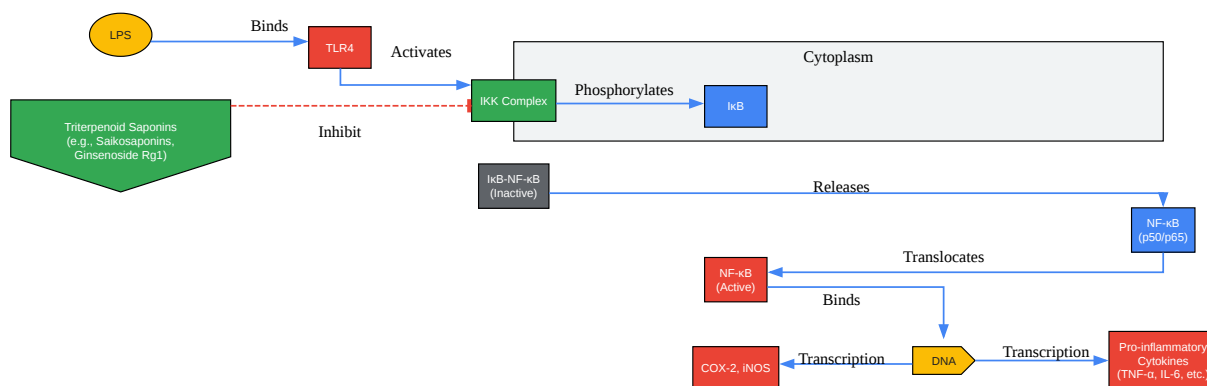 LPS
Binds
TLR4
Activates
Cytoplasm
IKK Complex
Phosphorylates
IκB
Triterpenoid Saponins
(e.g., Saikosaponins,
Ginsenoside Rg1)
Inhibit
IκB-NF-κB
(Inactive)
Releases
NF-κB
(p50/p65)
Translocates
NF-κB
(Active)
Binds
COX-2, iNOS
Transcription
DNA
Transcription
Pro-inflammatory
Cytokines
(TNF-α, IL-6, etc.)